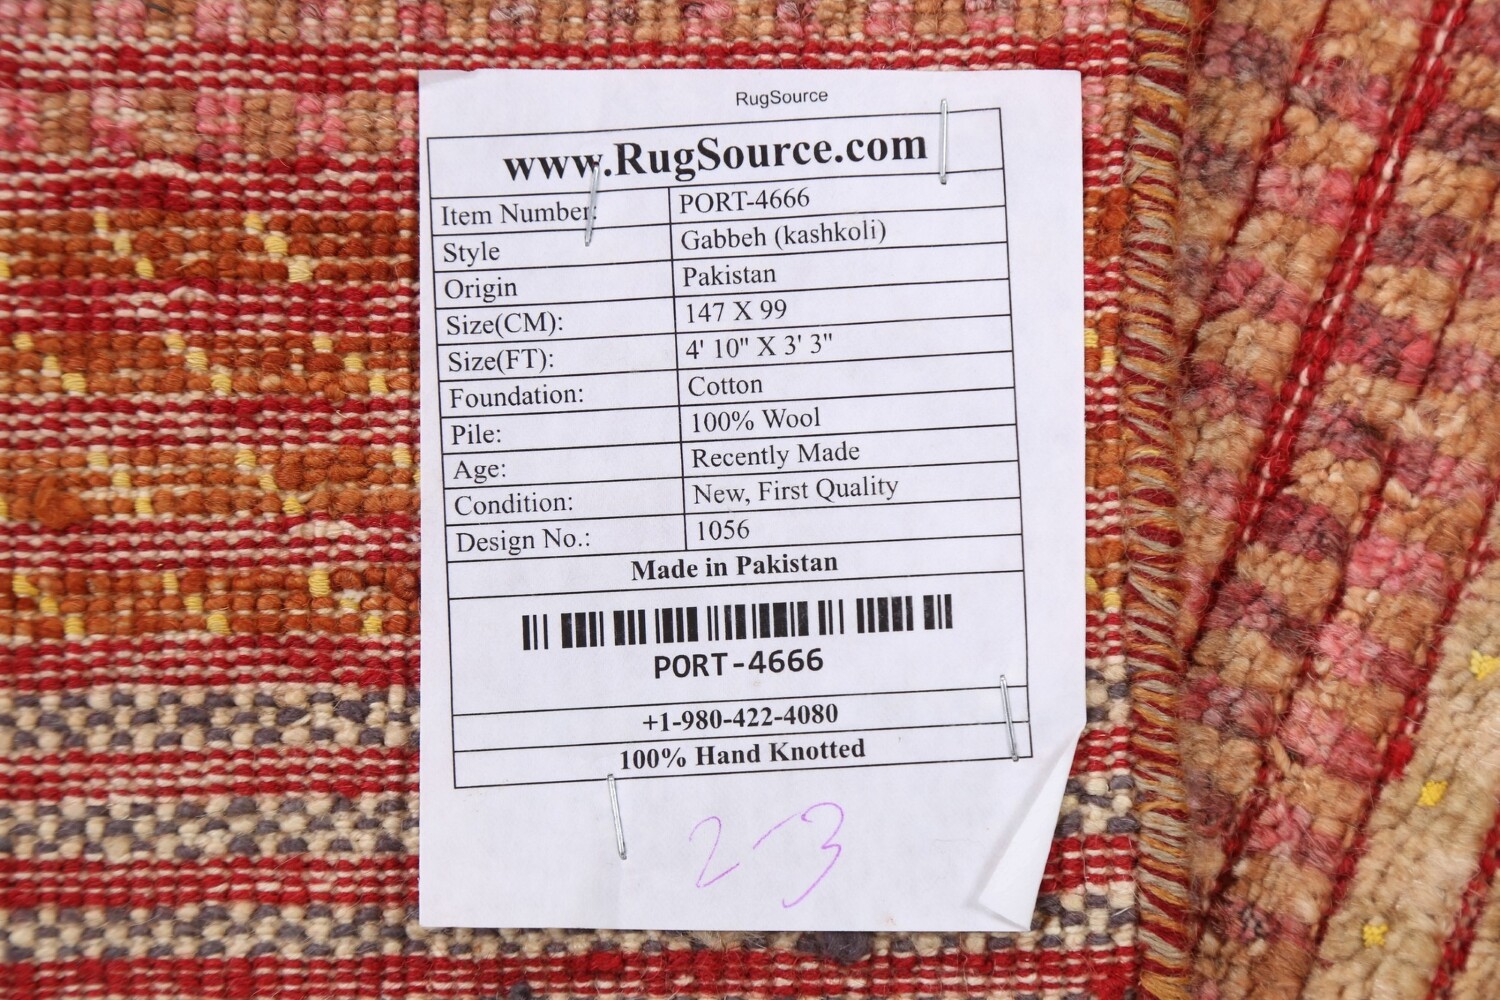 RugSource
www.RugSource.com
Item Number: PORT-4666
Style Gabbeh (kashkoli)
Origin Pakistan
Size(CM): 147 X 99
Size(FT): 4' 10" X 3' 3"
Foundation: Cotton
Pile: 100% Wool
Age: Recently Made
Condition: New, First Quality
Design No.: 1056
Made in Pakistan
PORT-4666
+1-980-422-4080
100% Hand Knotted
2-3